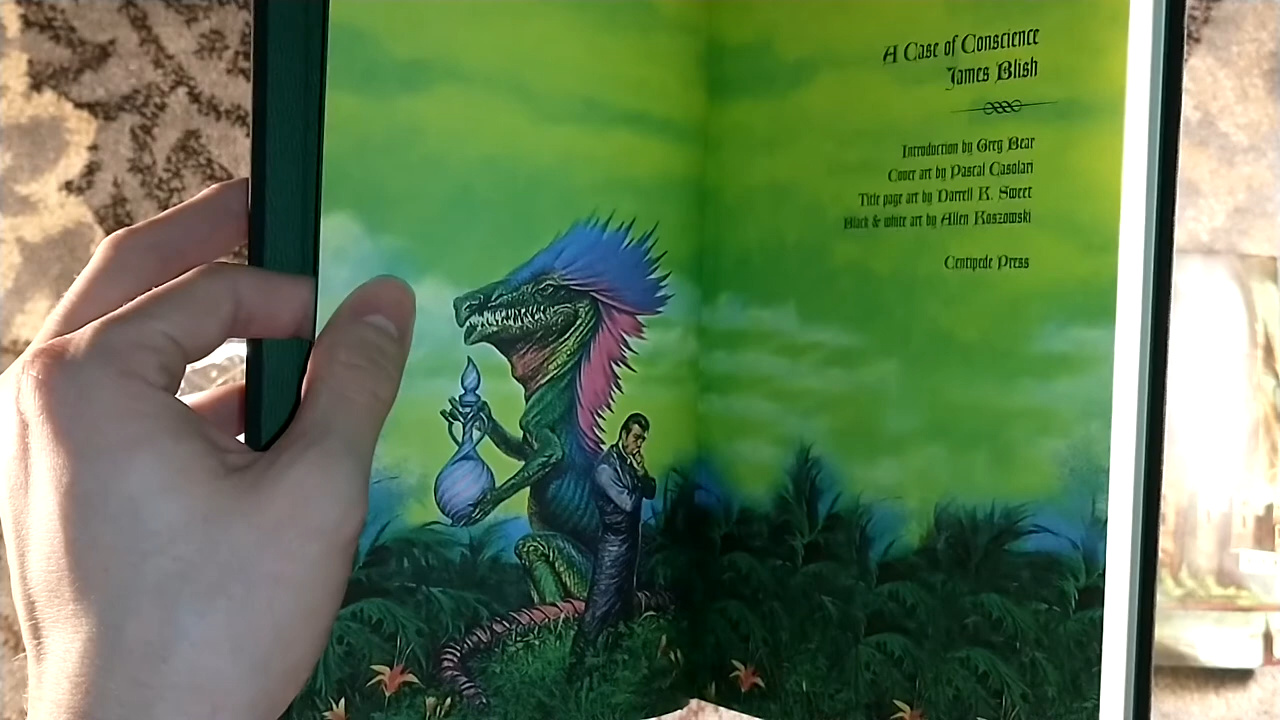 A Case of Conscience
James Blish
Introduction by Greg Bear
Cover art by Pascal Casolari
Title page art by Darrell K. Sweet
Black & white art by Allen Koszowski
Centipede Press